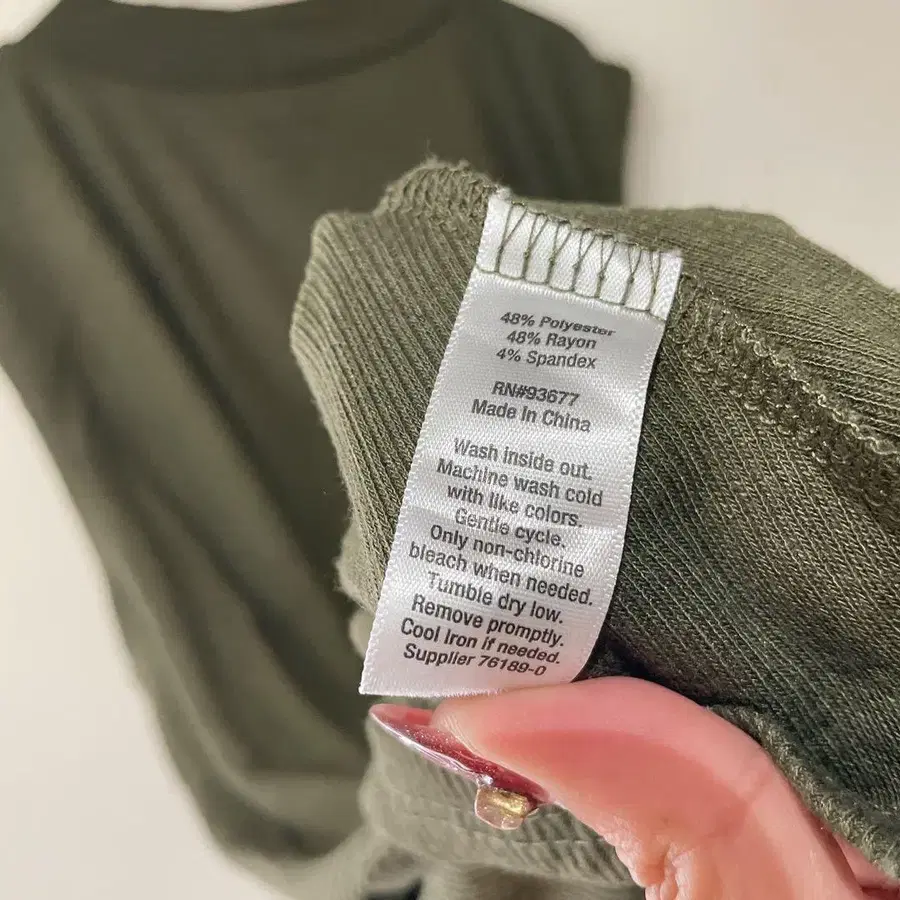 48% Polyester
48% Rayon
4% Spandex
RN#93677
Made In China
Wash inside out.
Machine wash cold
with like colors.
Gentle cycle.
Only non-chlorine
bleach when needed.
Tumble dry low.
Remove promptly.
Cool Iron if needed.
Supplier 76189-0